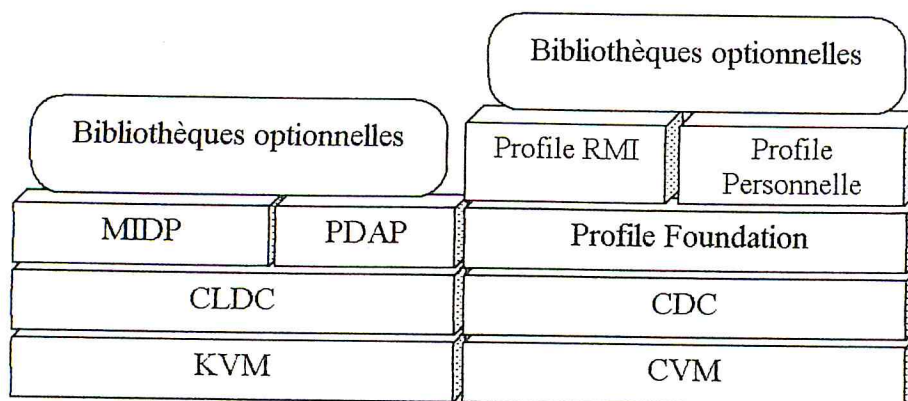 Bibliothèques optionnelles
Bibliothèques optionnelles
Profile RMI
Profile
Personnelle
MIDP
PDAP
Profile Foundation
CLDC
CDC
KVM
CVM